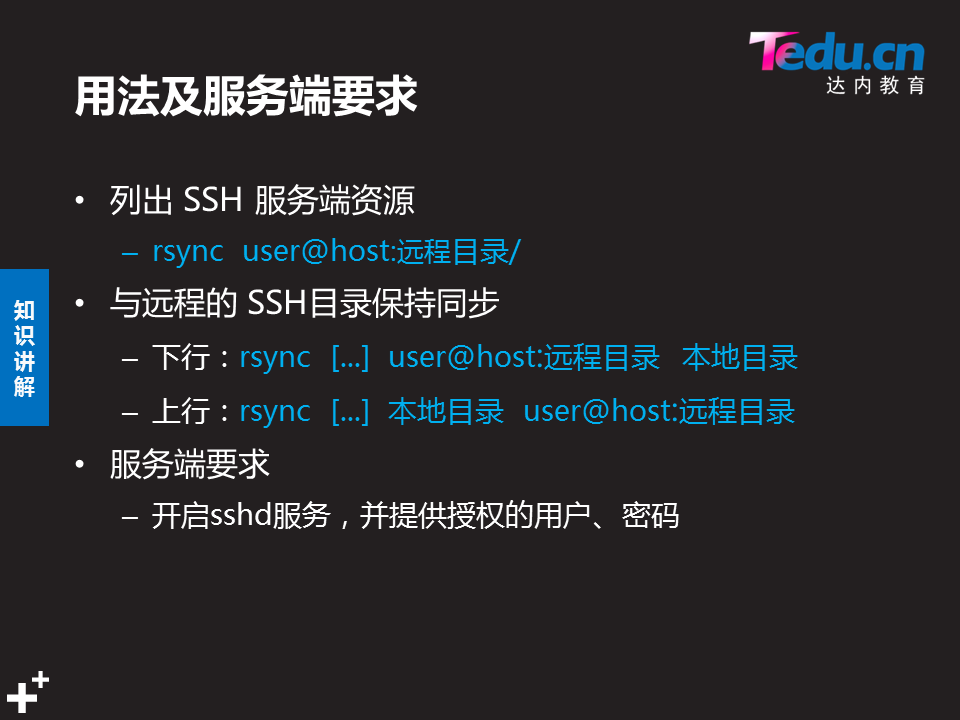 Tedu.cn
达内教育
用法及服务端要求
• 列出 SSH 服务端资源
– rsync user@host:远程目录/
• 与远程的 SSH目录保持同步
– 下行：rsync [...] user@host:远程目录 本地目录
– 上行：rsync [...] 本地目录 user@host:远程目录
• 服务端要求
– 开启sshd服务，并提供授权的用户、密码
知
识
讲
解